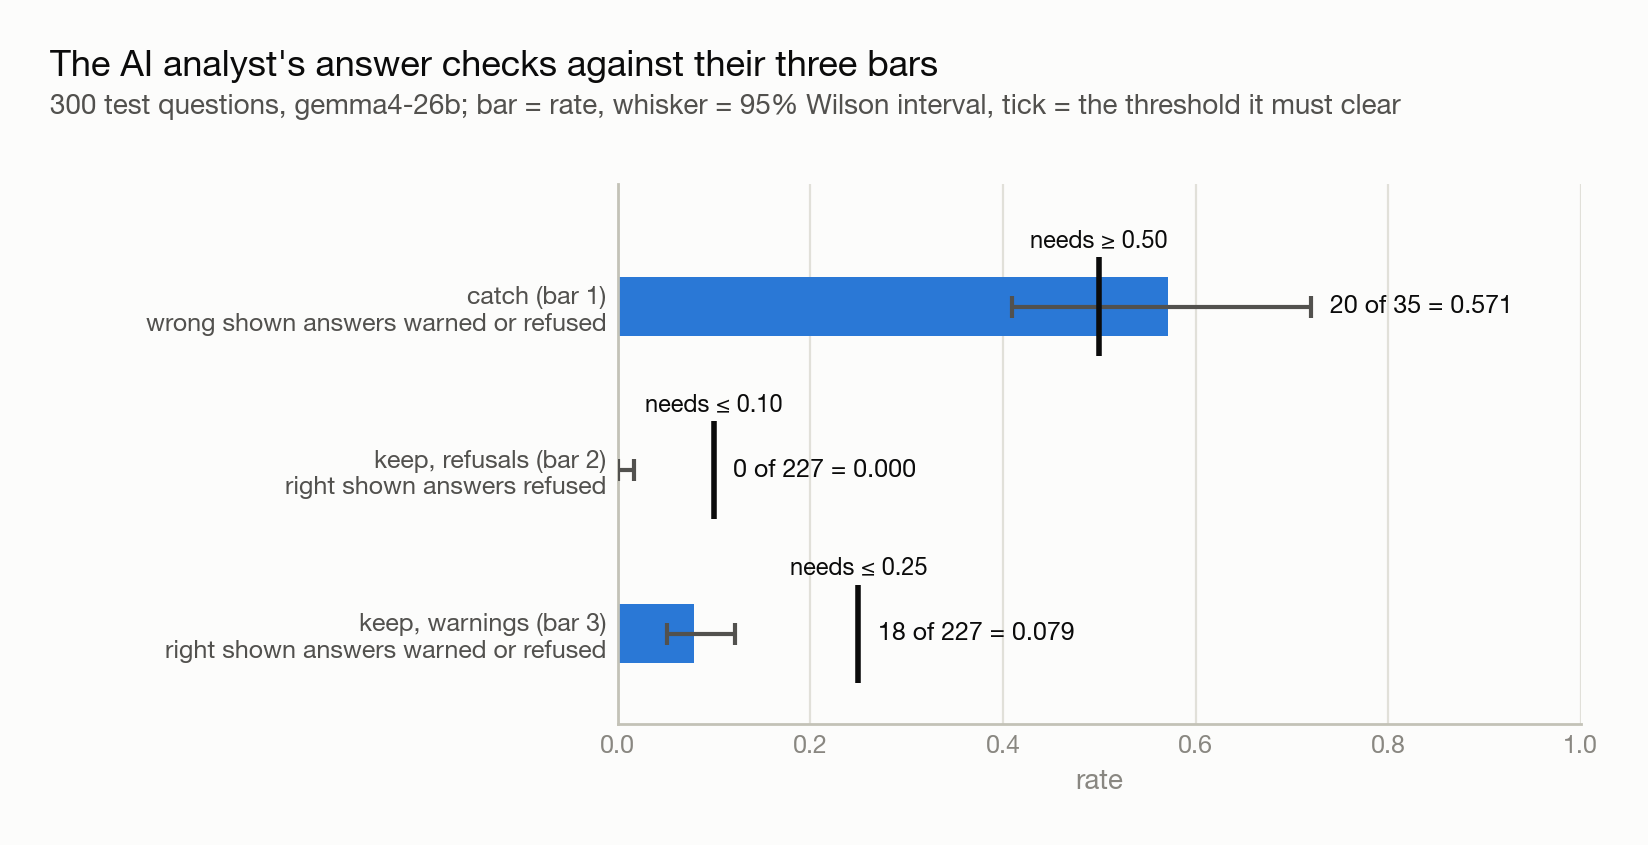 The AI analyst's answer checks against their three bars
300 test questions, gemma4-26b; bar = rate, whisker = 95% Wilson interval, tick = the threshold it must clear
needs ≥ 0.50
catch (bar 1)
wrong shown answers warned or refused
20 of 35 = 0.571
needs ≤ 0.10
keep, refusals (bar 2)
right shown answers refused
0 of 227 = 0.000
needs ≤ 0.25
keep, warnings (bar 3)
right shown answers warned or refused
18 of 227 = 0.079
0.0 0.2 0.4 0.6 0.8 1.0
rate